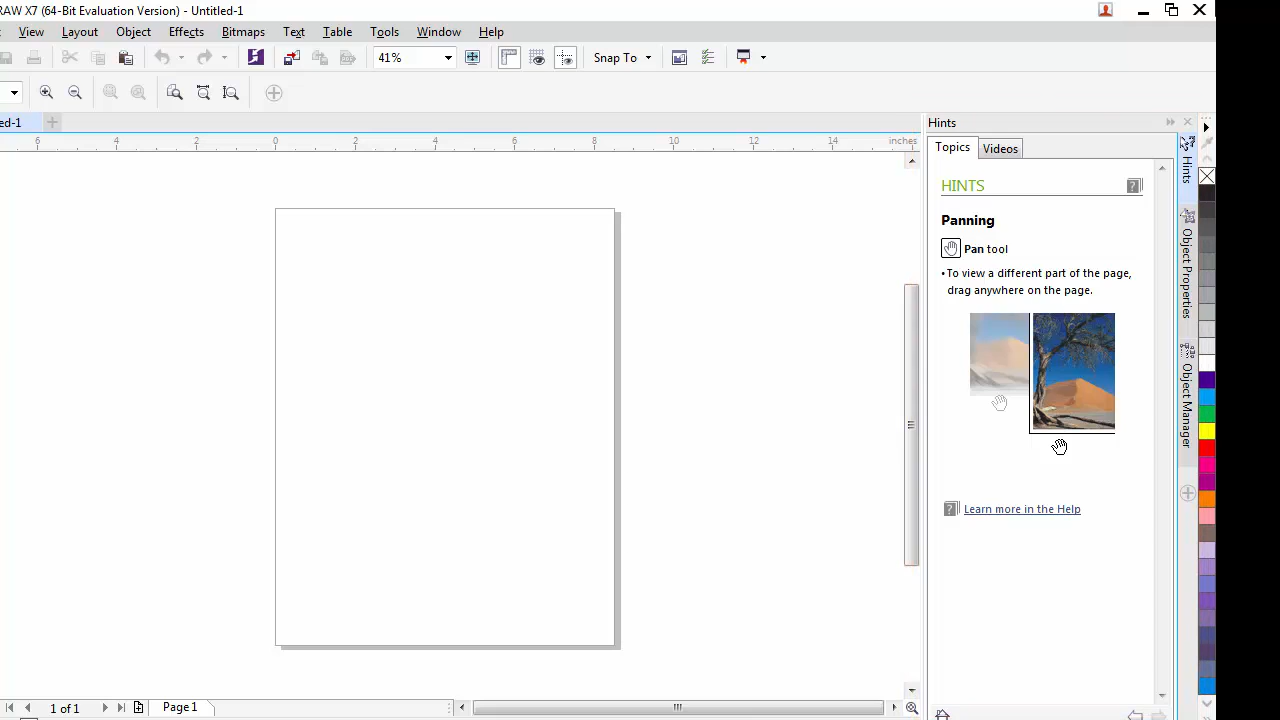 RAW X7 (64-Bit Evaluation Version) - Untitled-1
View Layout Object Effects Bitmaps Text Table Tools Window Help
41% Snap To
ed-1
Hints
6 4 2 0 2 4 6 8 10 12 14 inches
Topics Videos
HINTS
Panning
Pan tool
•To view a different part of the page,
drag anywhere on the page.
Learn more in the Help
Hints
Object Properties
Object Manager
1 of 1 Page 1